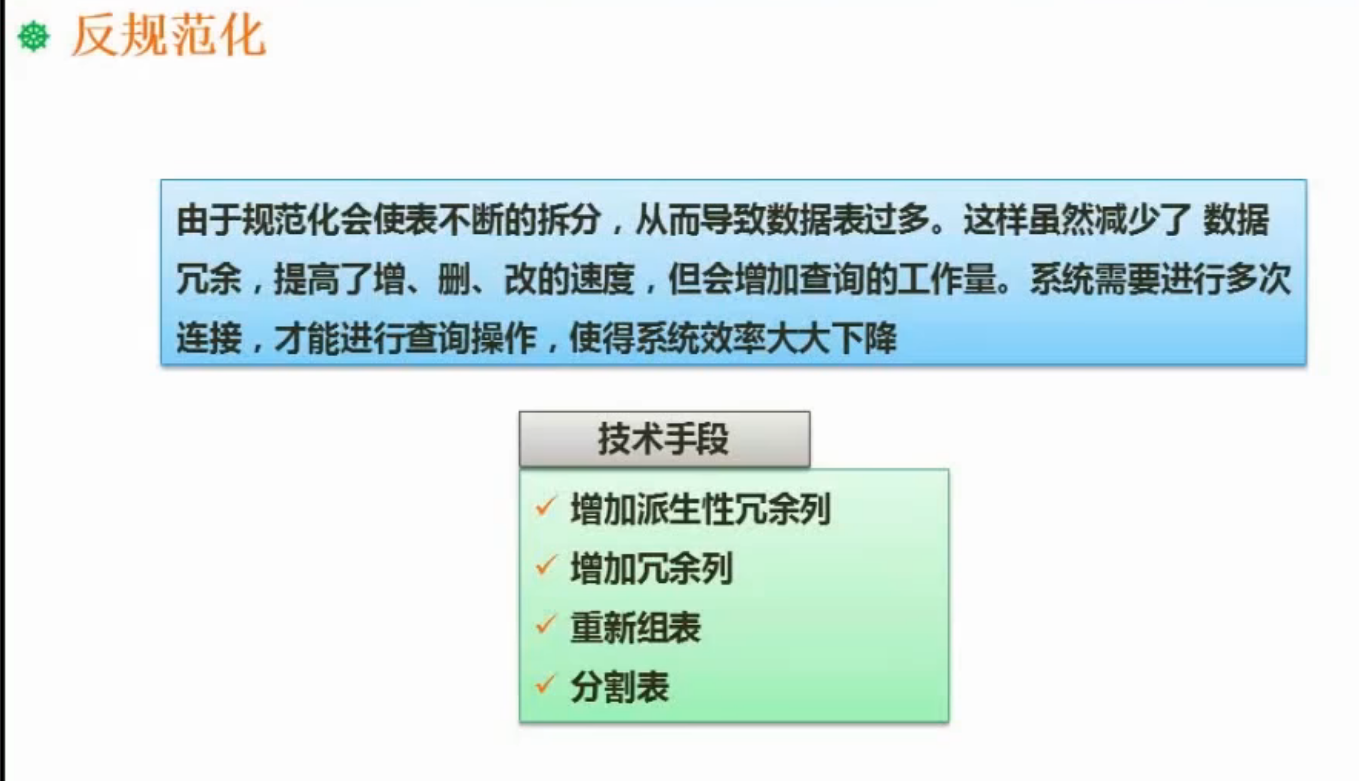 反规范化
由于规范化会使表不断的拆分，从而导致数据表过多。这样虽然减少了 数据
冗余，提高了增、删、改的速度，但会增加查询的工作量。系统需要进行多次
连接，才能进行查询操作，使得系统效率大大下降
技术手段
✓ 增加派生性冗余列
✓ 增加冗余列
✓ 重新组表
✓ 分割表